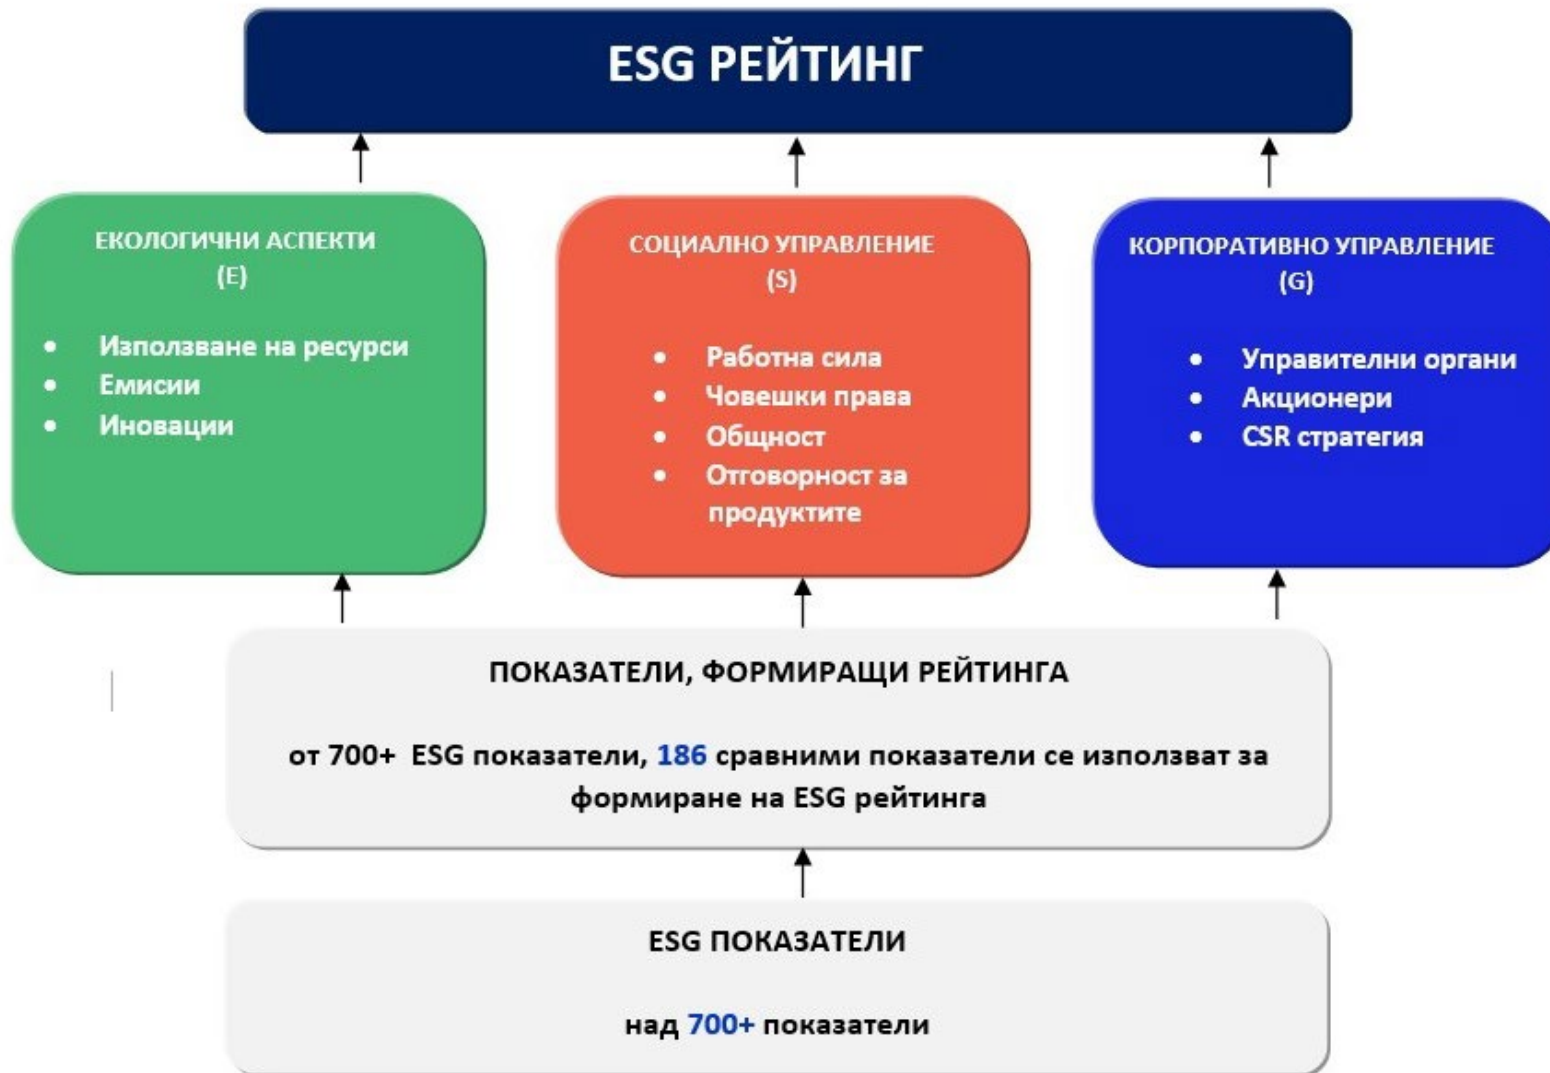 ESG РЕЙТИНГ
ЕКОЛОГИЧНИ АСПЕКТИ
(E)
• Използване на ресурси
• Емисии
• Иновации
СОЦИАЛНО УПРАВЛЕНИЕ
(S)
• Работна сила
• Човешки права
• Общност
• Отговорност за
продуктите
КОРПОРАТИВНО УПРАВЛЕНИЕ
(G)
• Управителни органи
• Акционери
• CSR стратегия
ПОКАЗАТЕЛИ, ФОРМИРАЩИ РЕЙТИНГА
от 700+ ESG показатели, 186 сравними показатели се използват за
формиране на ESG рейтинга
ESG ПОКАЗАТЕЛИ
над 700+ показатели